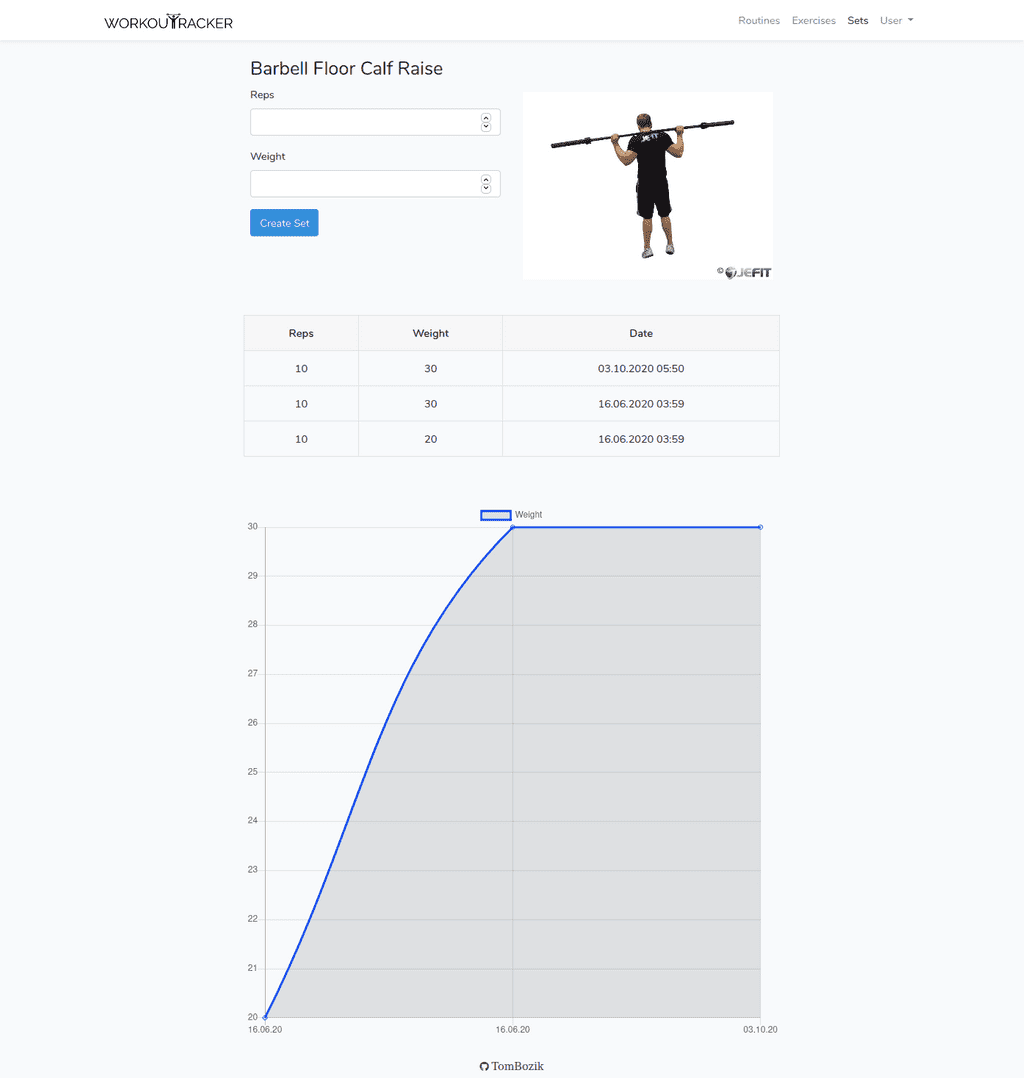 WORKOUTRACKER Routines Exercises Sets User
Barbell Floor Calf Raise
Reps
Weight
Create Set
JEFIT
© JEFIT
Reps Weight Date
10 30 03.10.2020 05:50
10 30 16.06.2020 03:59
10 20 16.06.2020 03:59
Weight
30
29
28
27
26
25
24
23
22
21
20
16.06.20 16.06.20 03.10.20
TomBozik